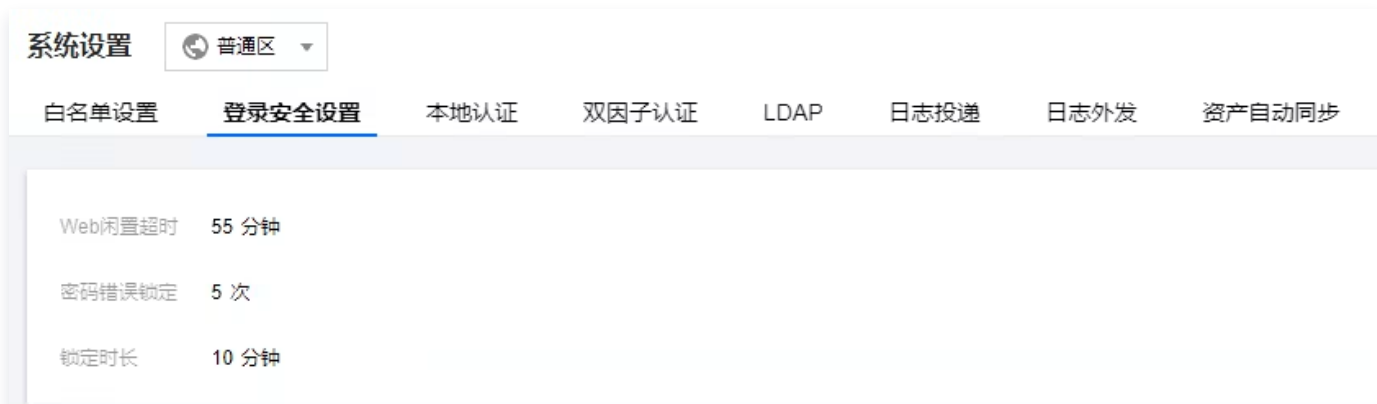 系统设置 普通区
白名单设置 登录安全设置 本地认证 双因子认证 LDAP 日志投递 日志外发 资产自动同步
Web闲置超时 55 分钟
密码错误锁定 5 次
锁定时长 10 分钟